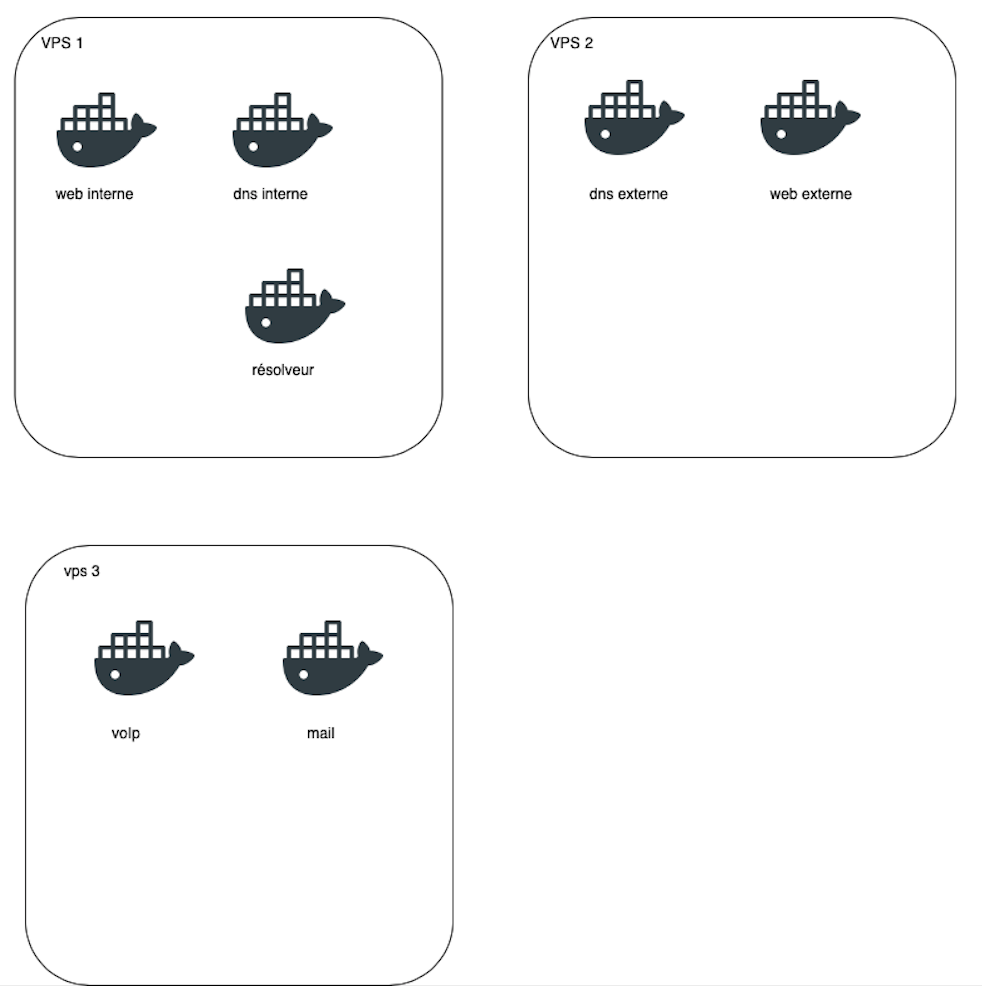 VPS 1
web interne
dns interne
résolveur
VPS 2
dns externe
web externe
vps 3
voIp
mail